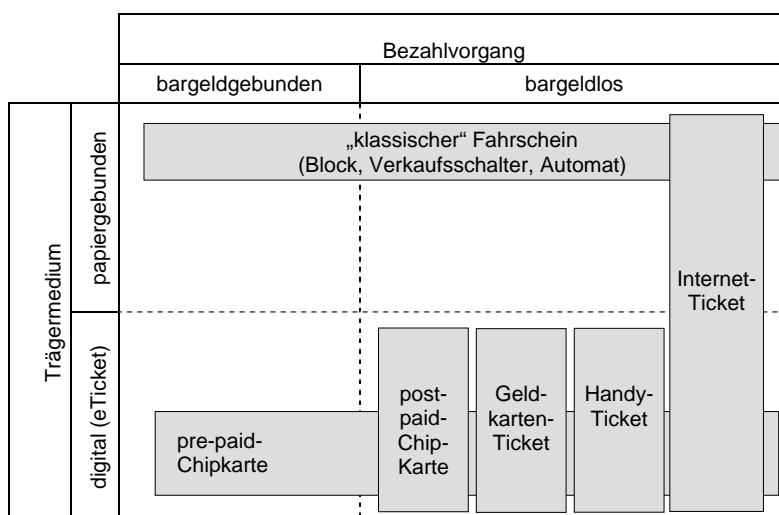 Bezahlvorgang
bargeldgebunden
bargeldlos
Trägermedium
papiergebunden
digital (eTicket)
„klassischer“ Fahrschein
(Block, Verkaufsschalter, Automat)
Internet-
Ticket
pre-paid-
Chipkarte
post-
paid-
Chip-
Karte
Geld-
karten-
Ticket
Handy-
Ticket